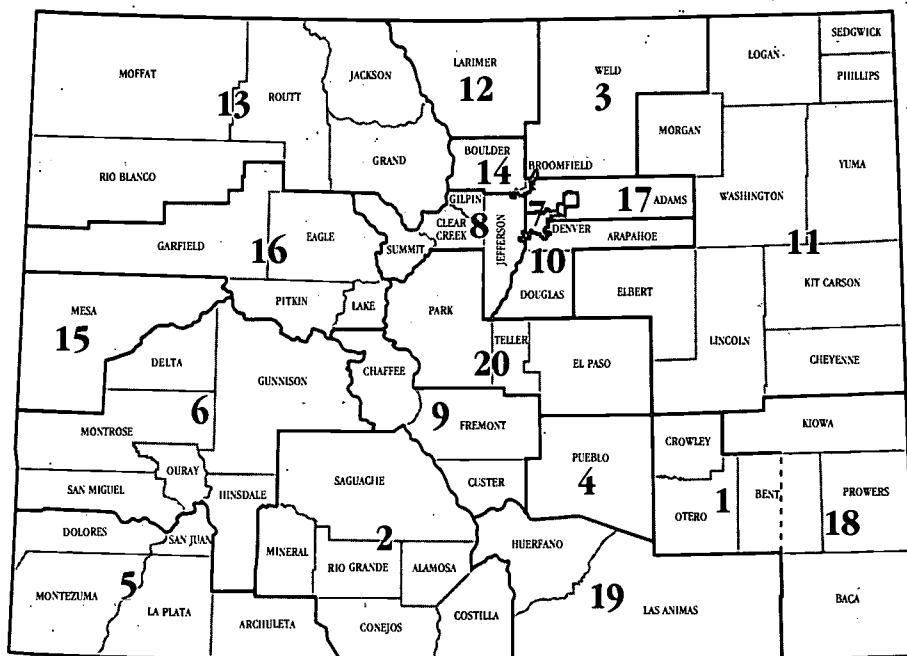 SEDGWICK
LOGAN
LARIMER
MOFFAT
JACKSON
WELD
PHILLIPS
ROUTT
12
3
13
MORGAN
BOULDER
GRAND
BROOMFIELD
YUMA
RIO BLANCO
14
WASHINGTON
GILPIN
17 ADAMS
7
8
CLEAR
CREEK
JEFFERSON
DENVER
EAGLE
ARAPAHOE
11
GARFIELD
16
SUMMIT
10
KIT CARSON
DOUGLAS
ELBERT
PITKIN
LAKE
PARK
MESA
15
LINCOLN
TELLER
CHEYENNE
DELTA
20
EL PASO
CHAFFEE
GUNNISON
6
9
FREMONT
KIOWA
MONTROSE
CROWLEY
PUEBLO
OURAY
SAGUACHE
CUSTER
4
SAN MIGUEL
HINSDALE
1
BENT
PROWERS
OTERO
18
DOLORES
SAN JUAN
2
HUERFANO
MINERAL
RIO GRANDE
ALAMOSA
5
MONTEZUMA
LA PLATA
19
LAS ANIMAS
BACA
COSTILLA
ARCHULETA
CONEJOS